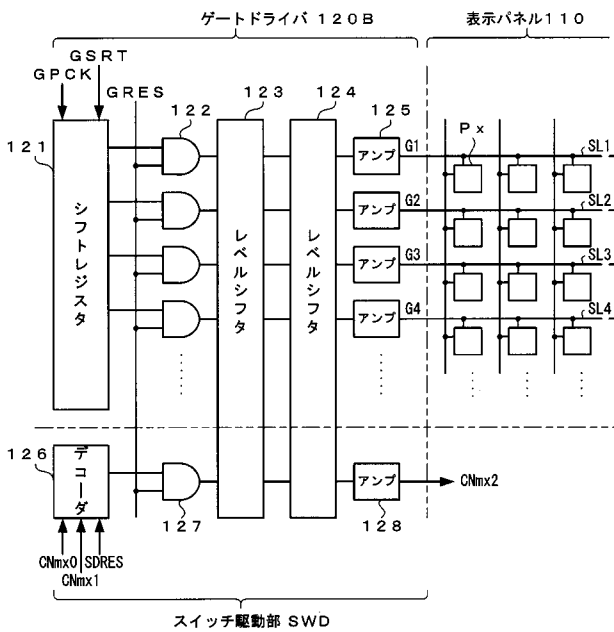 ゲートドライバ 120B
表示パネル110
GSRT
GPCK
GRES
122
123
124
125
121
シフトレジスタ
レベルシフタ
レベルシフタ
アンプ
G1
Px
SL1
アンプ
G2
SL2
アンプ
G3
SL3
アンプ
G4
SL4
126
デコーダ
127
アンプ
128
CNmx2
CNmx0
SDRES
CNmx1
スイッチ駆動部 SWD